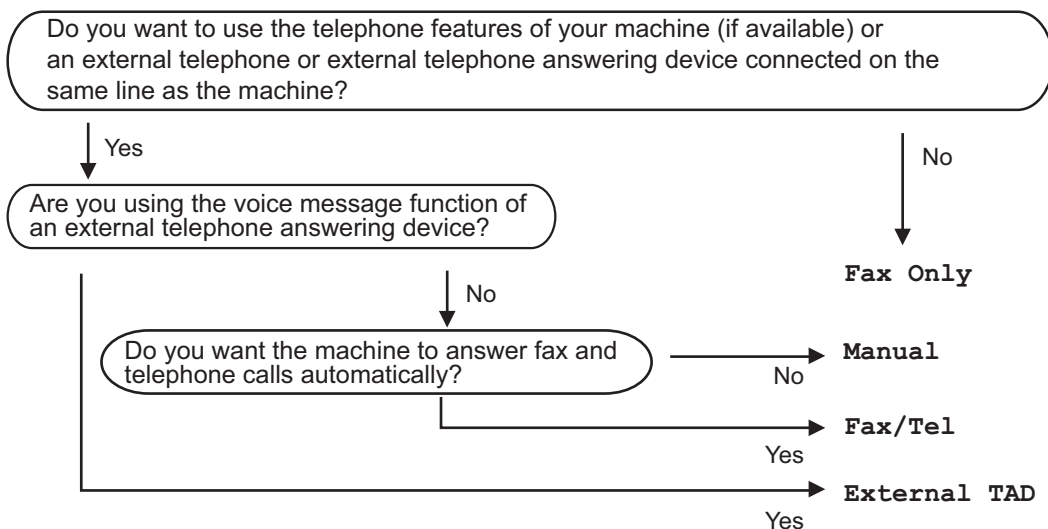 Do you want to use the telephone features of your machine (if available) or
an external telephone or external telephone answering device connected on the
same line as the machine?
Yes
No
Are you using the voice message function of
an external telephone answering device?
Fax Only
No
Do you want the machine to answer fax and
telephone calls automatically?
Manual
No
Fax/Tel
Yes
External TAD
Yes